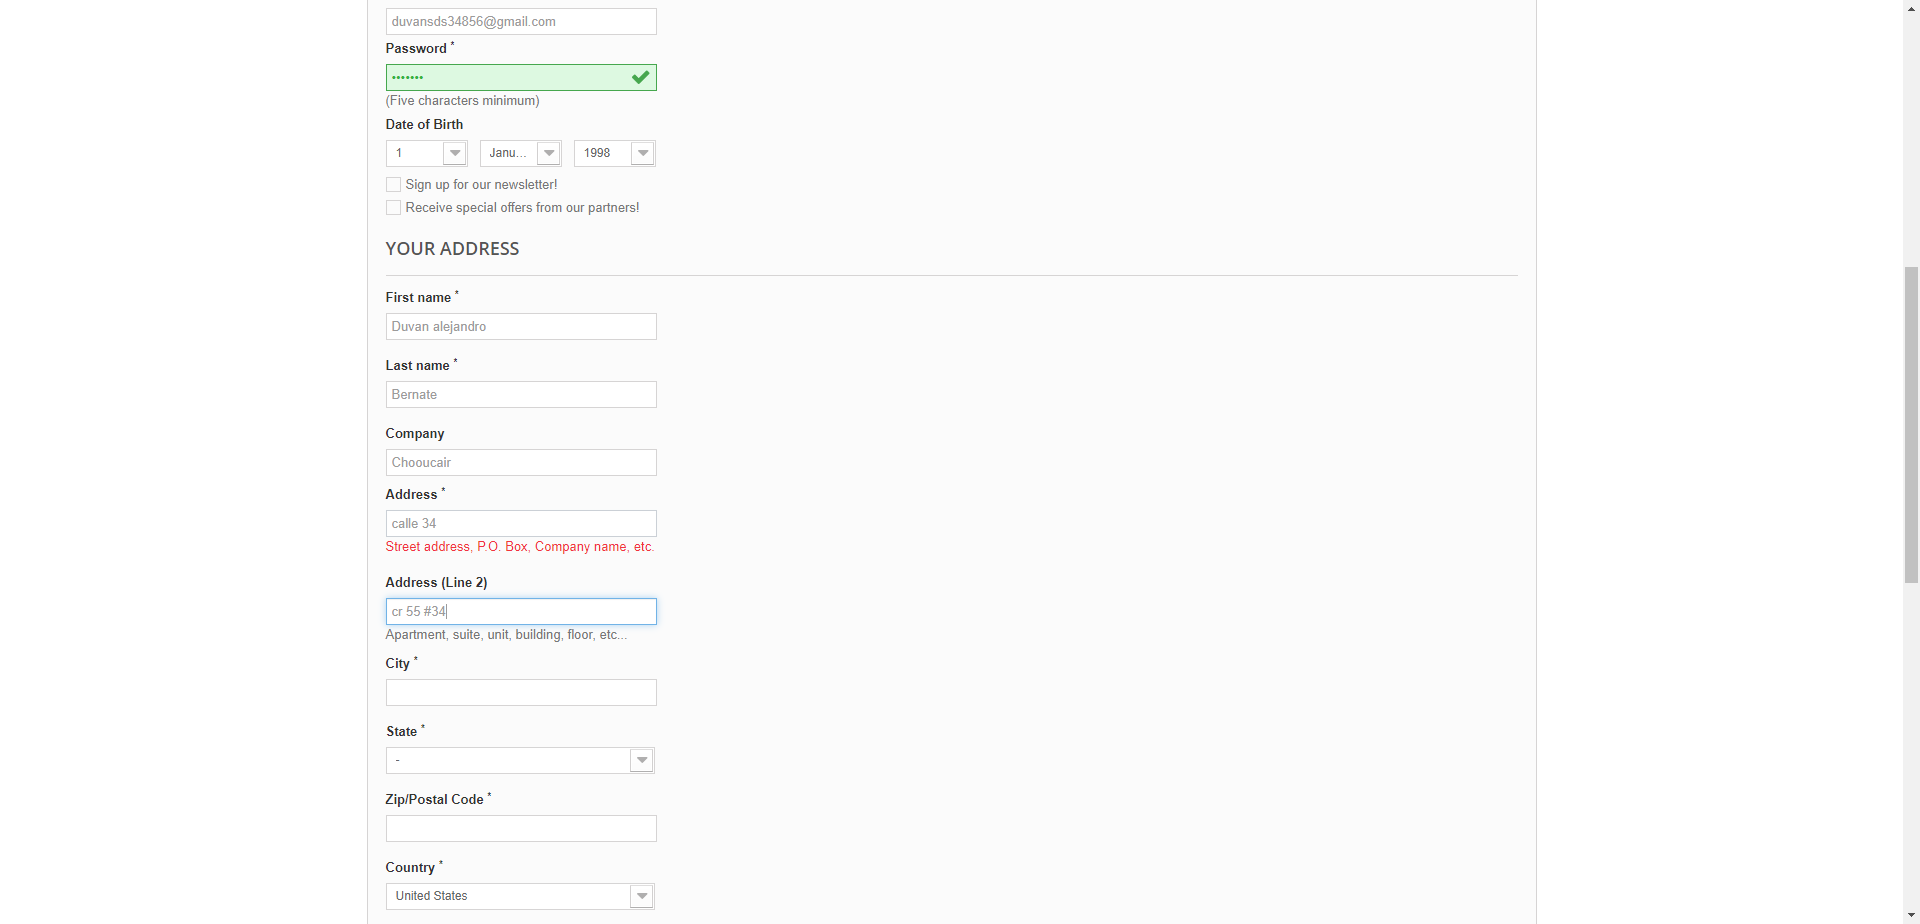 duvansds34856@gmail.com
Password *
•••••••
(Five characters minimum)
Date of Birth
1 Janu... 1998
Sign up for our newsletter!
Receive special offers from our partners!
YOUR ADDRESS
First name *
Duvan alejandro
Last name *
Bernate
Company
Chooucair
Address *
calle 34
Street address, P.O. Box, Company name, etc.
Address (Line 2)
cr 55 #34
Apartment, suite, unit, building, floor, etc...
City *
State *
-
Zip/Postal Code *
Country *
United States